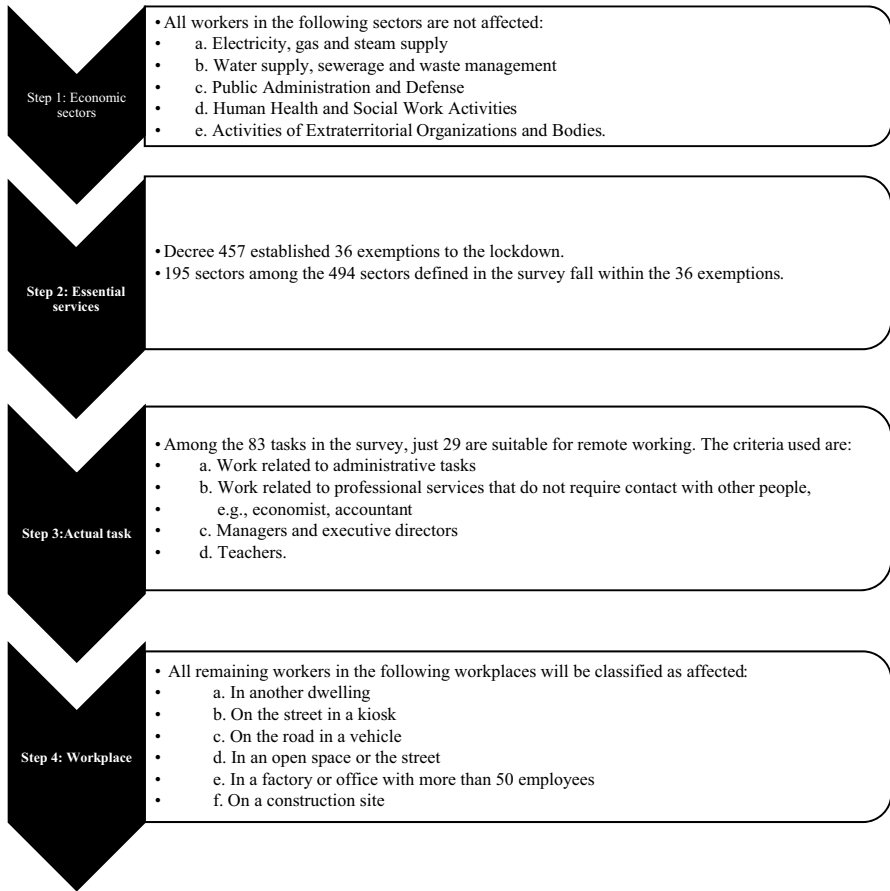 Step 1: Economic
sectors
• All workers in the following sectors are not affected:
• a. Electricity, gas and steam supply
• b. Water supply, sewerage and waste management
• c. Public Administration and Defense
• d. Human Health and Social Work Activities
• e. Activities of Extraterritorial Organizations and Bodies.
Step 2: Essential
services
• Decree 457 established 36 exemptions to the lockdown.
• 195 sectors among the 494 sectors defined in the survey fall within the 36 exemptions.
Step 3:Actual task
• Among the 83 tasks in the survey, just 29 are suitable for remote working. The criteria used are:
• a. Work related to administrative tasks
• b. Work related to professional services that do not require contact with other people,
• e.g., economist, accountant
• c. Managers and executive directors
• d. Teachers.
Step 4: Workplace
• All remaining workers in the following workplaces will be classified as affected:
• a. In another dwelling
• b. On the street in a kiosk
• c. On the road in a vehicle
• d. In an open space or the street
• e. In a factory or office with more than 50 employees
• f. On a construction site